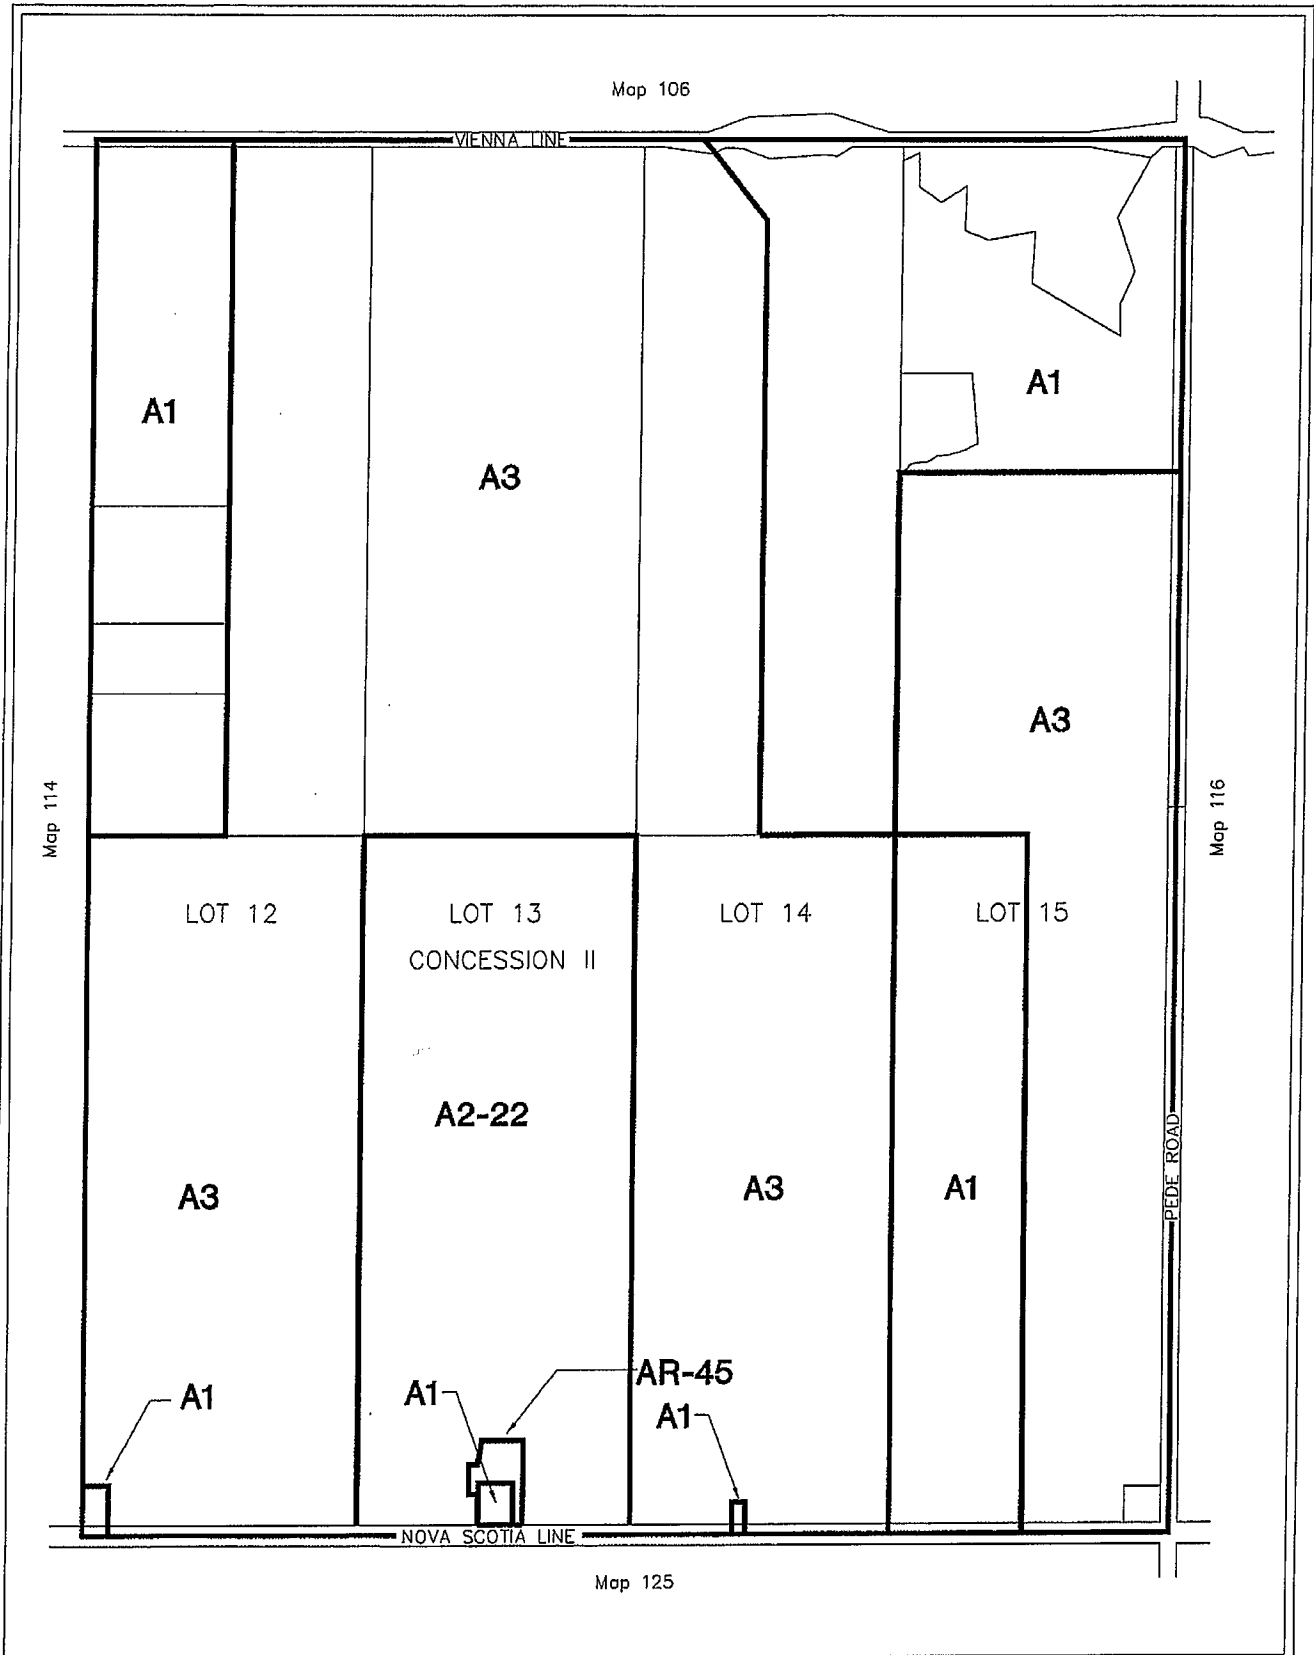 Map 106
VIENNA LINE
A1
A1
A3
A3
Map 114
Map 116
LOT 12
LOT 13
LOT 14
LOT 15
CONCESSION II
A2-22
PEDE ROAD
A3
A3
A1
AR-45
A1
A1
A1
NOVA SCOTIA LINE
Map 125